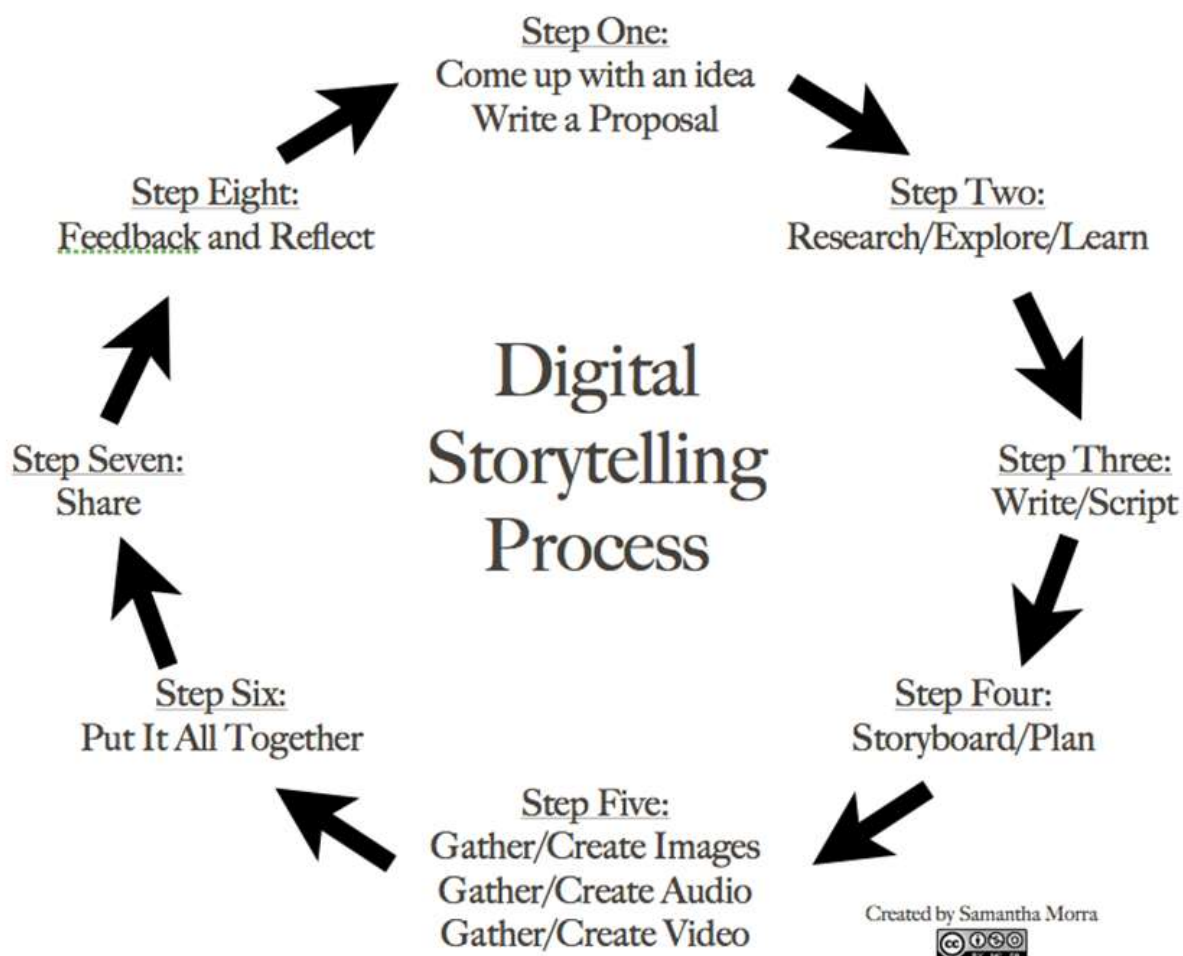 Step One:
Come up with an idea
Write a Proposal
Step Two:
Research/Explore/Learn
Step Three:
Write/Script
Step Four:
Storyboard/Plan
Step Five:
Gather/Create Images
Gather/Create Audio
Gather/Create Video
Step Six:
Put It All Together
Step Seven:
Share
Step Eight:
Feedback and Reflect
Digital
Storytelling
Process
Created by Samantha Morra
cc